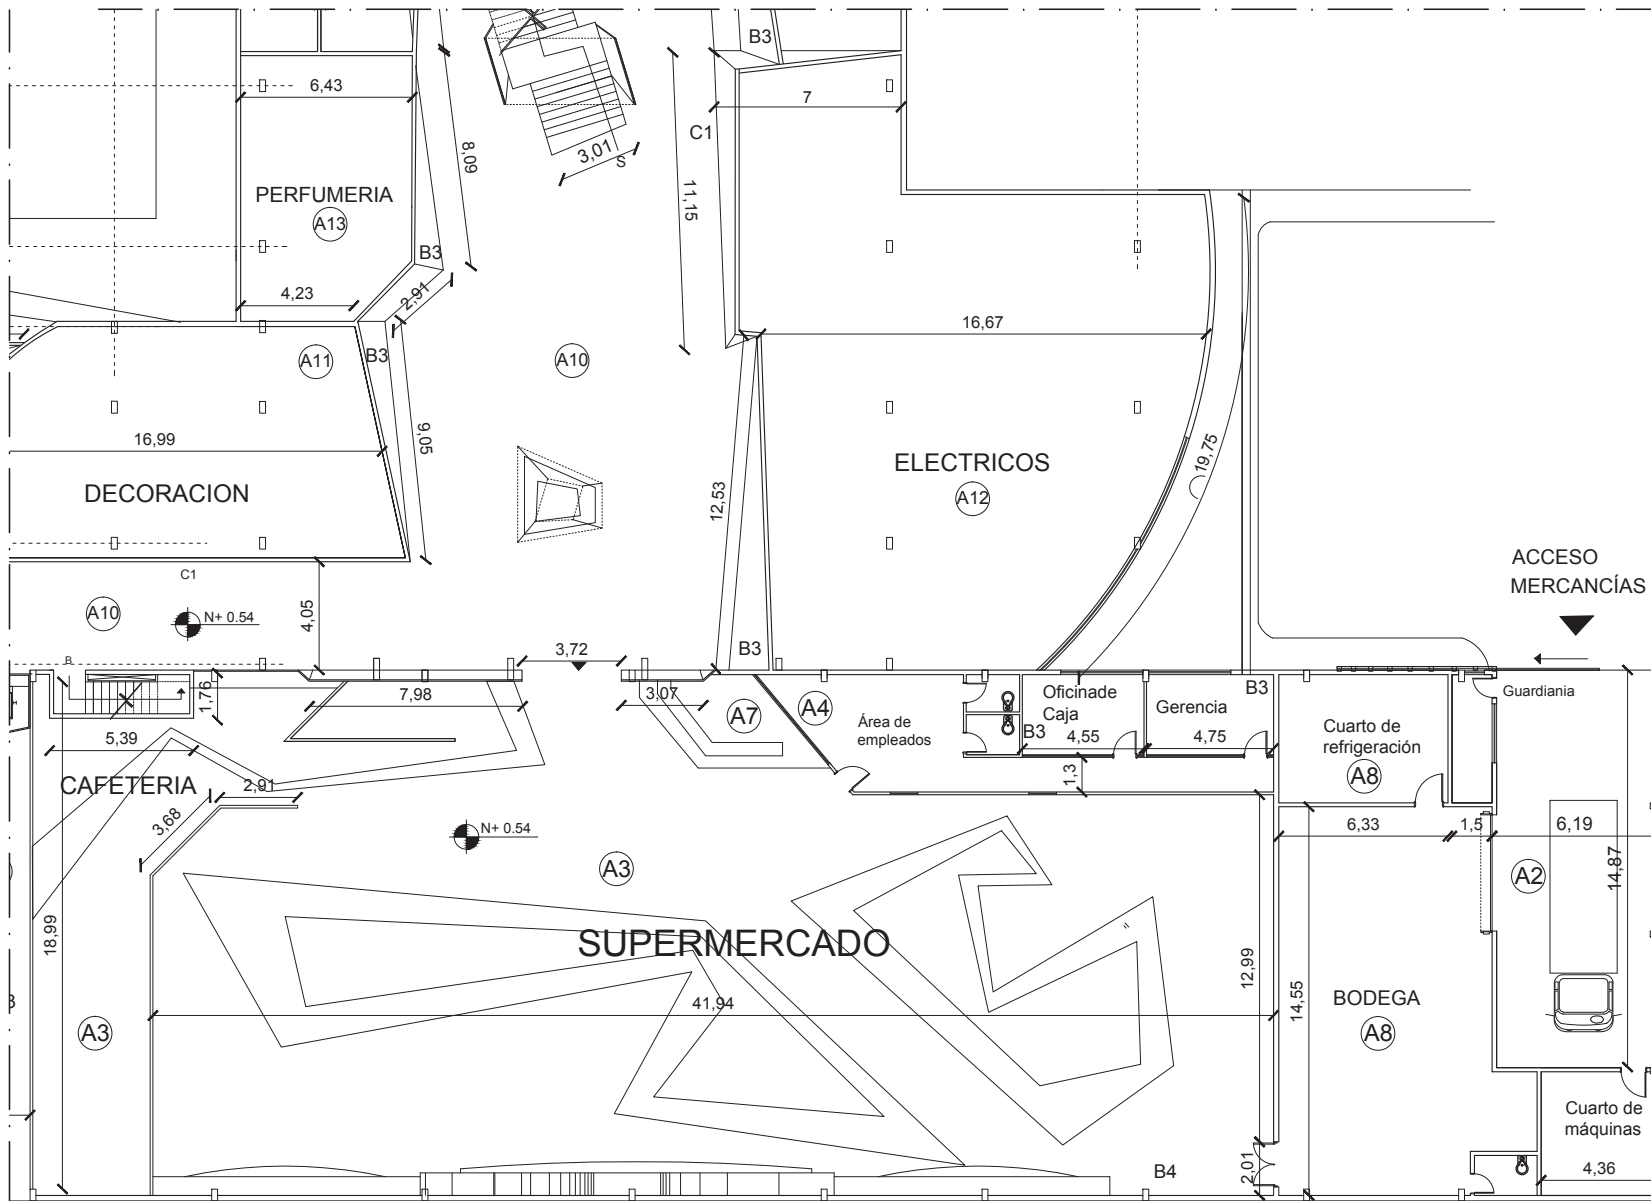 B3
6,43
7
C1
8,09
3,01
S
11,15
PERFUMERIA
A13
B3
2,91
4,23
16,67
A11
B3
A10
16,99
9,05
19,75
ELECTRICOS
A12
DECORACION
12,53
ACCESO
MERCANCÍAS
C1
A10
N+ 0.54
4,05
3,72
B3
B
1,76
7,98
3,07
A7
A4
Área de
empleados
B3
Oficinade
Caja
4,55
Gerencia
B3
4,75
Guardiania
Cuarto de
refrigeración
A8
5,39
CAFETERIA
2,91
3,68
1,3
N+ 0.54
6,33
1,5
6,19
A3
A2
14,87
18,99
SUPERMERCADO
12,99
14,55
41,94
BODEGA
A8
A3
Cuarto de
máquinas
4,36
B4
2,01